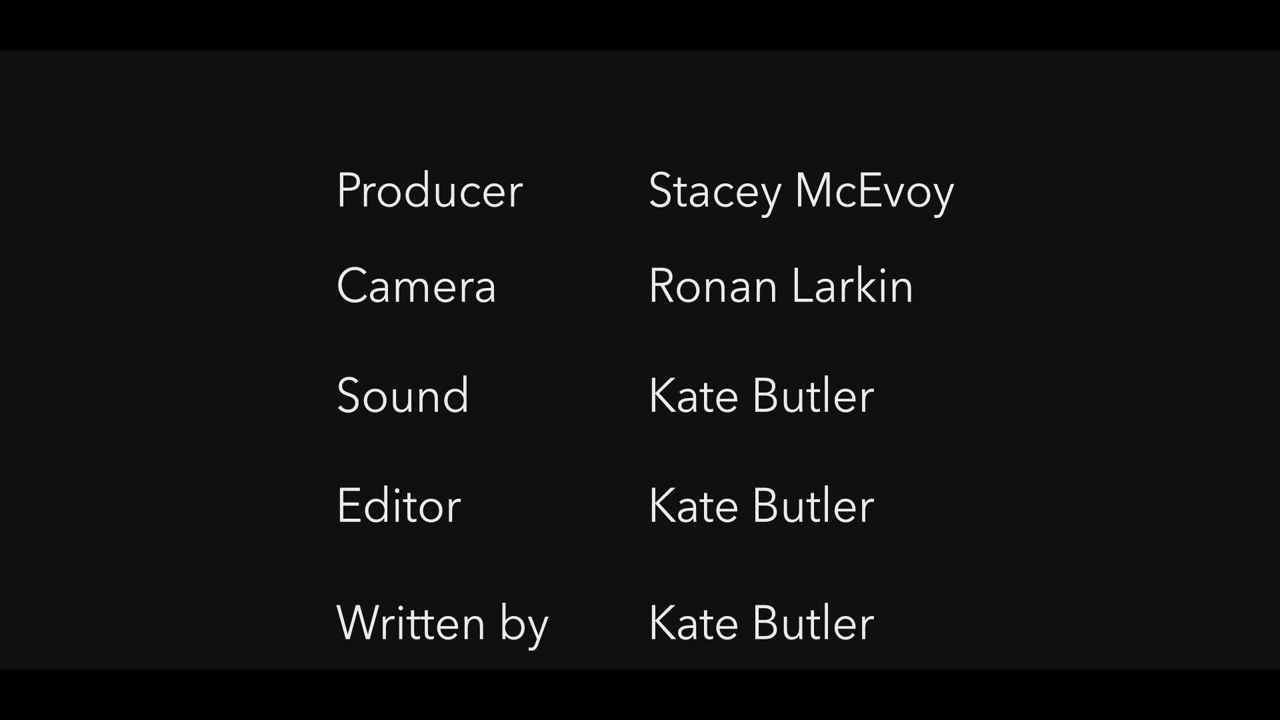 Producer Stacey McEvoy
Camera Ronan Larkin
Sound Kate Butler
Editor Kate Butler
Written by Kate Butler